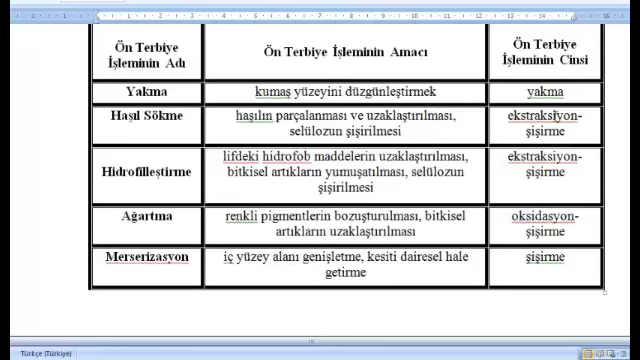 Ön Terbiye
İşleminin Adı
Ön Terbiye İşleminin Amacı
Ön Terbiye
İşleminin Cinsi
Yakma
kumaş yüzeyini düzgünleştirmek
yakma
Haşıl Sökme
haşılın parçalanması ve uzaklaştırılması,
selülozun şişirilmesi
ekstraksiyon-
şişirme
Hidrofilleştirme
lifdeki hidrofob maddelerin uzaklaştırılması,
bitkisel artıkların yumuşatılması, selülozun
şişirilmesi
ekstraksiyon-
şişirme
Ağartma
renkli pigmentlerin bozuşturulması, bitkisel
artıkların uzaklaştırılması
oksidasyon-
şişirme
Merserizasyon
iç yüzey alanı genişletme, kesiti dairesel hale
getirme
şişirme
Türkçe (Türkiye)